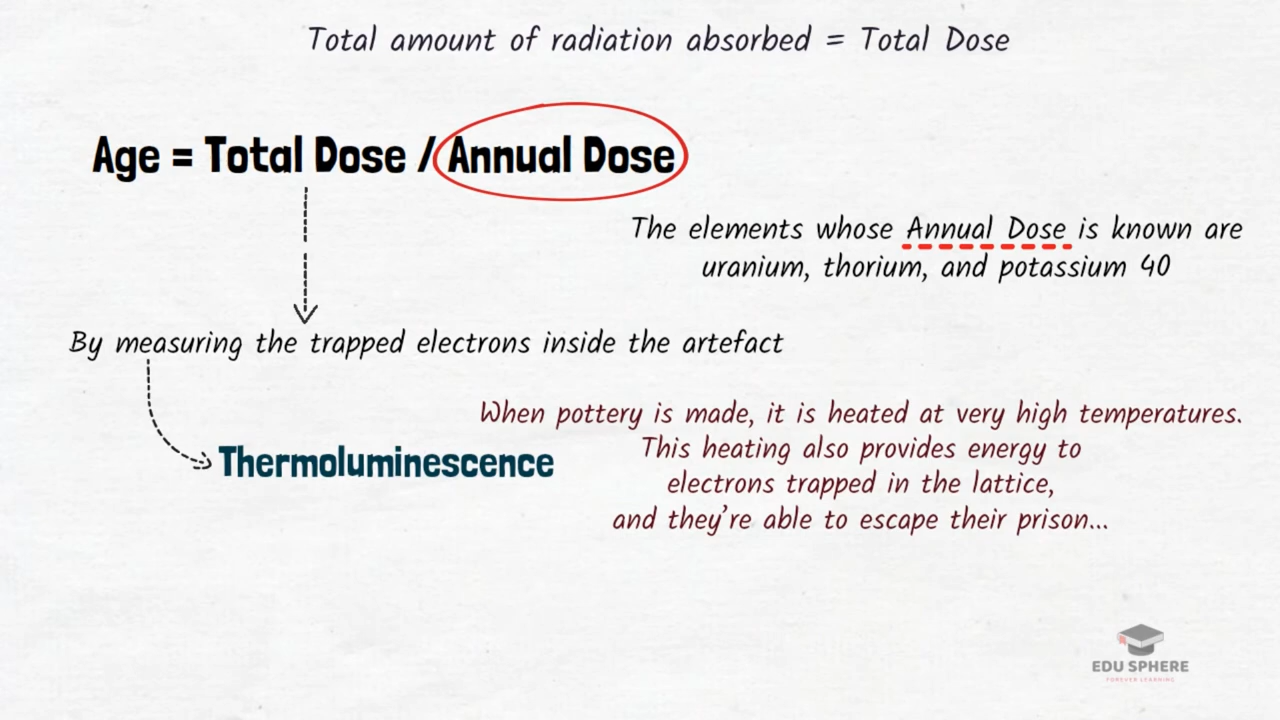 Total amount of radiation absorbed = Total Dose
Age = Total Dose / Annual Dose
The elements whose Annual Dose is known are
uranium, thorium, and potassium 40
By measuring the trapped electrons inside the artefact
When pottery is made, it is heated at very high temperatures.
This heating also provides energy to
electrons trapped in the lattice,
and they're able to escape their prison...
Thermoluminescence
EDU SPHERE
FOREVER LEARNING